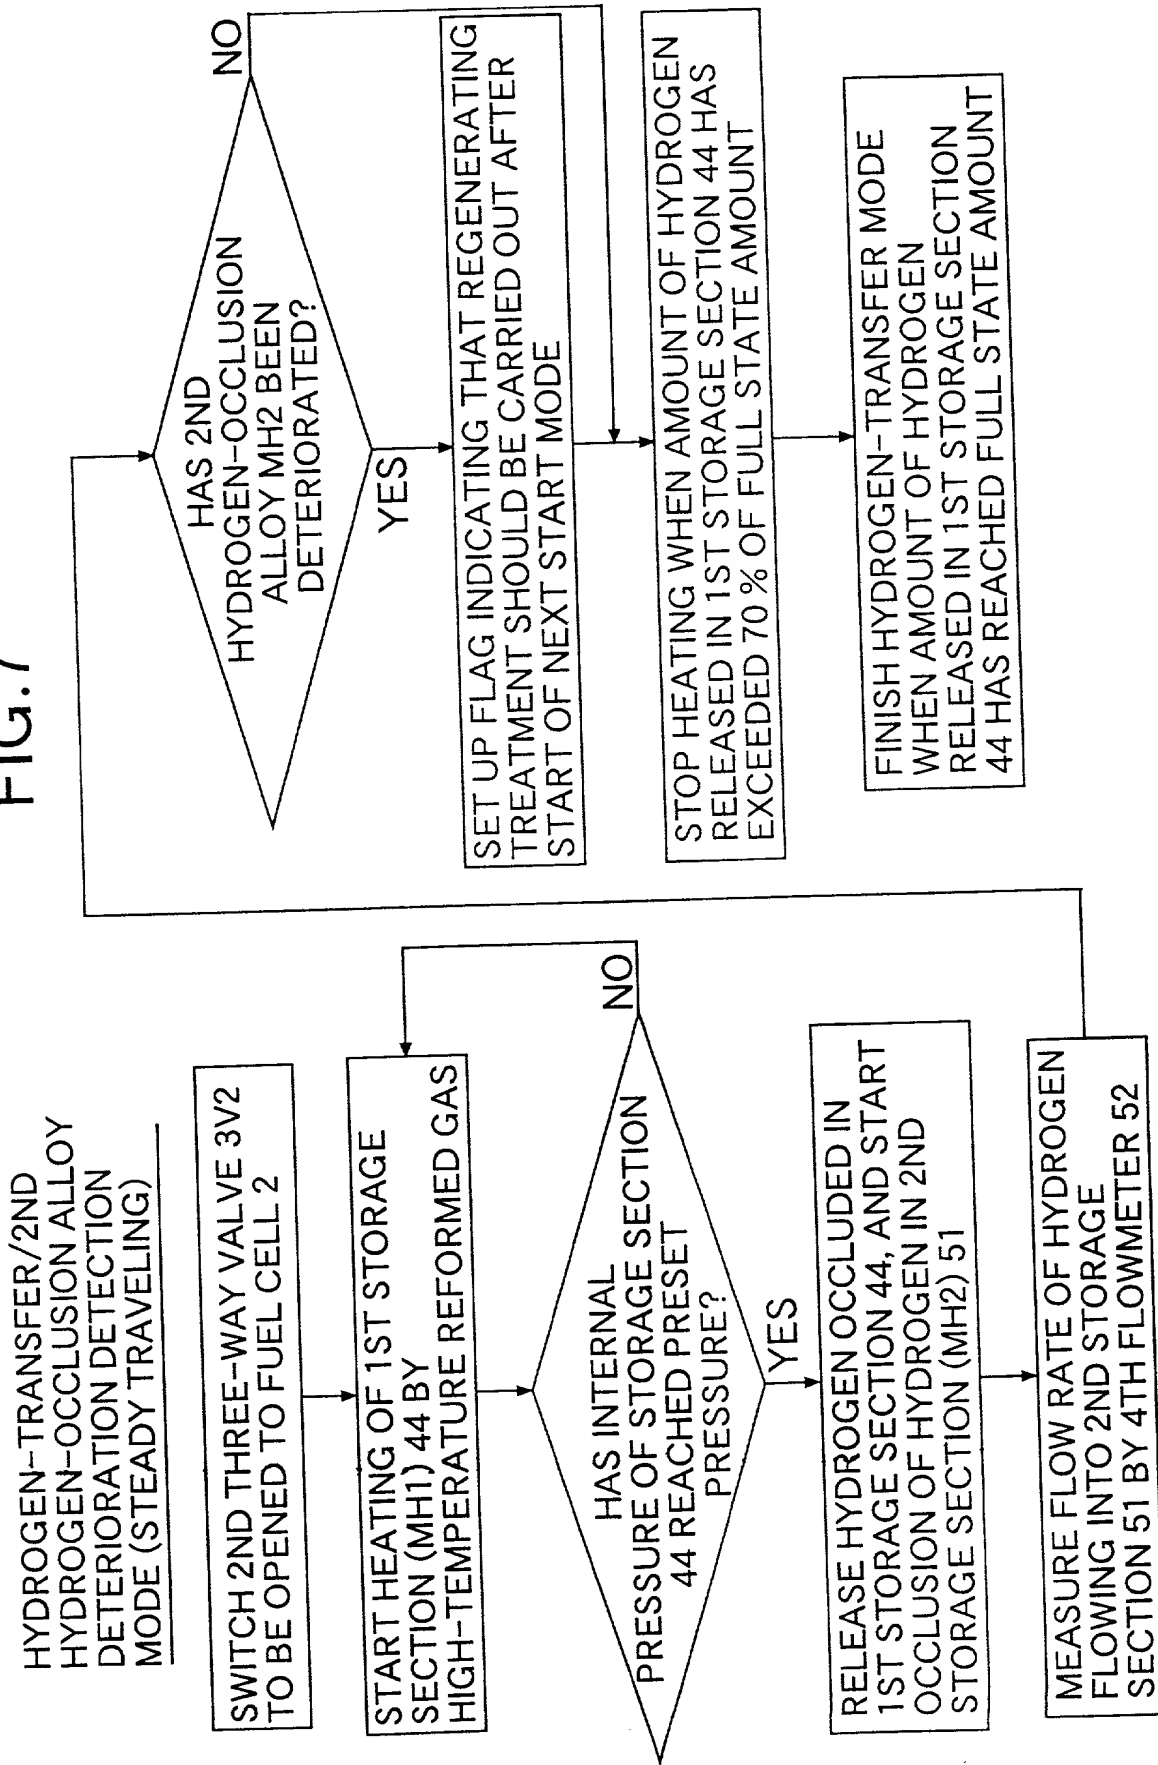 FIG.7
HYDROGEN-TRANSFER/2ND
HYDROGEN-OCCLUSION ALLOY
DETERIORATION DETECTION
MODE (STEADY TRAVELING)
SWITCH 2ND THREE-WAY VALVE 3V2
TO BE OPENED TO FUEL CELL 2
START HEATING OF 1ST STORAGE
SECTION (MH1) 44 BY
HIGH-TEMPERATURE REFORMED GAS
HAS INTERNAL
PRESSURE OF STORAGE SECTION
44 REACHED PRESET
PRESSURE?
NO
YES
RELEASE HYDROGEN OCCLUDED IN
1ST STORAGE SECTION 44, AND START
OCCLUSION OF HYDROGEN IN 2ND
STORAGE SECTION (MH2) 51
MEASURE FLOW RATE OF HYDROGEN
FLOWING INTO 2ND STORAGE
SECTION 51 BY 4TH FLOWMETER 52
HAS 2ND
HYDROGEN-OCCLUSION
ALLOY MH2 BEEN
DETERIORATED?
NO
YES
SET UP FLAG INDICATING THAT REGENERATING
TREATMENT SHOULD BE CARRIED OUT AFTER
START OF NEXT START MODE
STOP HEATING WHEN AMOUNT OF HYDROGEN
RELEASED IN 1ST STORAGE SECTION 44 HAS
EXCEEDED 70 % OF FULL STATE AMOUNT
FINISH HYDROGEN-TRANSFER MODE
WHEN AMOUNT OF HYDROGEN
RELEASED IN 1ST STORAGE SECTION
44 HAS REACHED FULL STATE AMOUNT